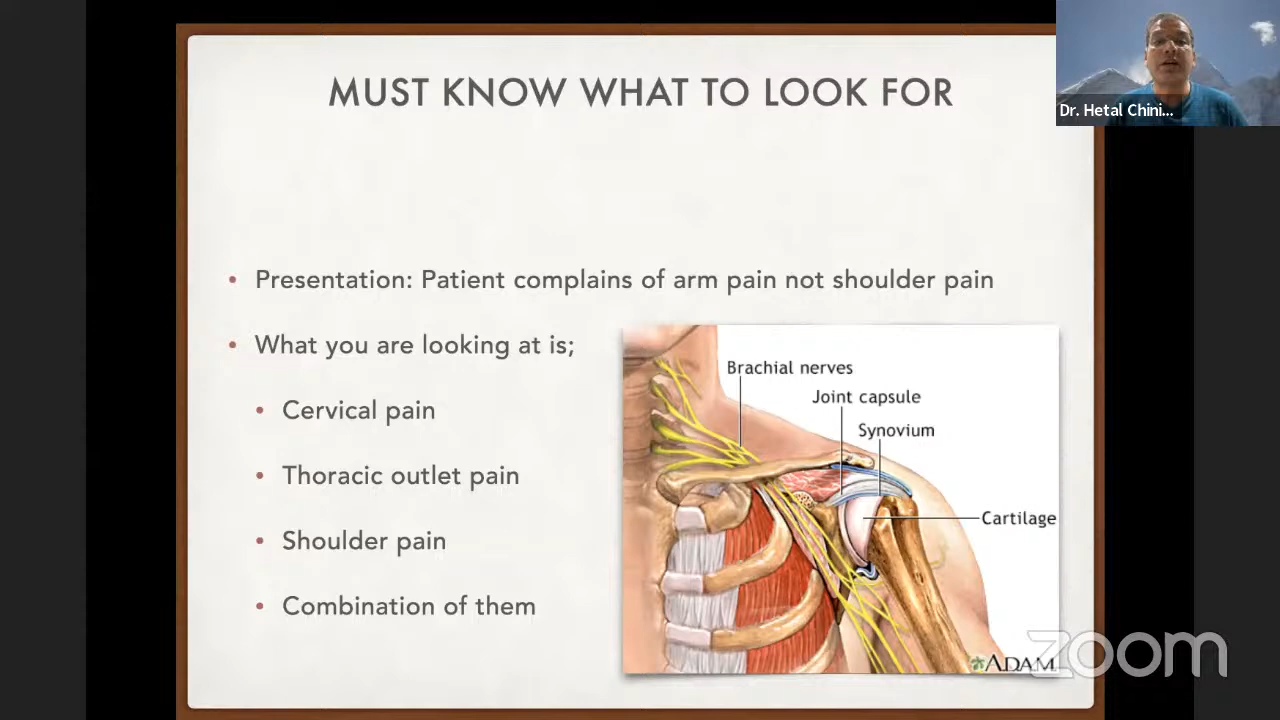 MUST KNOW WHAT TO LOOK FOR
Dr. Hetal Chini...
• Presentation: Patient complains of arm pain not shoulder pain
• What you are looking at is;
• Cervical pain
• Thoracic outlet pain
• Shoulder pain
• Combination of them
Brachial nerves
Joint capsule
Synovium
Cartilage
ADAM
zoom